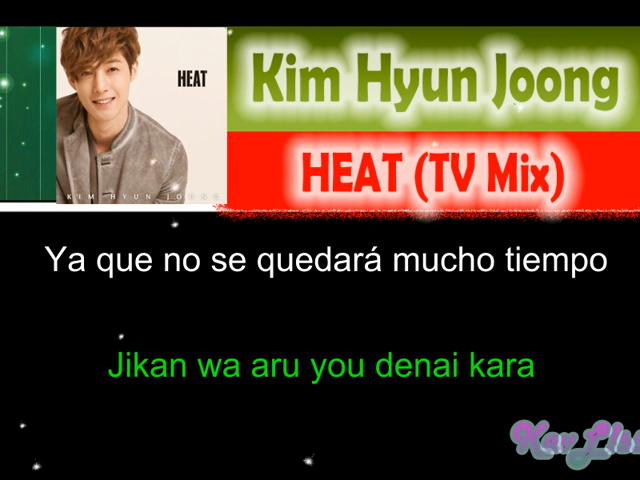 HEAT
KIM HYUN JOONG
Kim Hyun Joong
HEAT (TV Mix)
Ya que no se quedará mucho tiempo
Jikan wa aru you denai kara